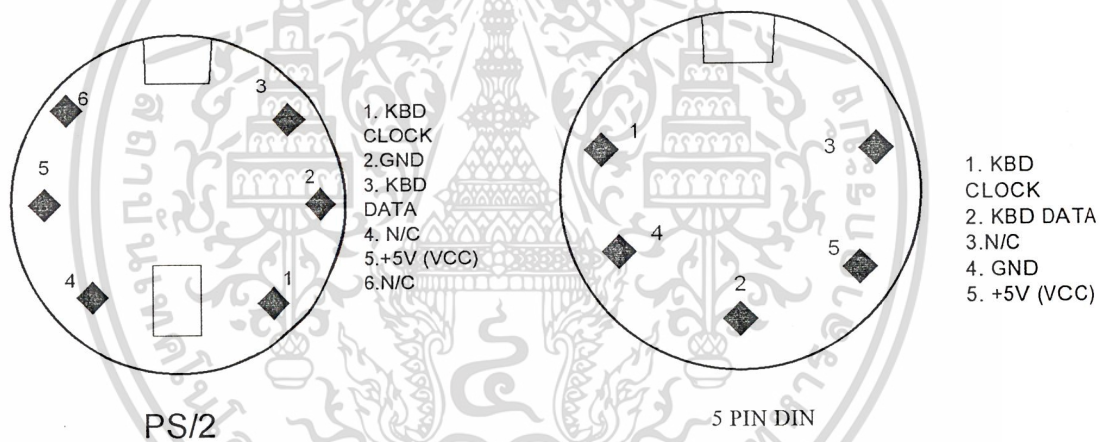 6
3
5
2
4
1
1. KBD
CLOCK
2.GND
3. KBD
DATA
4. N/C
5.+5V (VCC)
6.N/C
PS/2
1
3
4
5
2
1. KBD
CLOCK
2. KBD DATA
3.N/C
4. GND
5. +5V (VCC)
5 PIN DIN